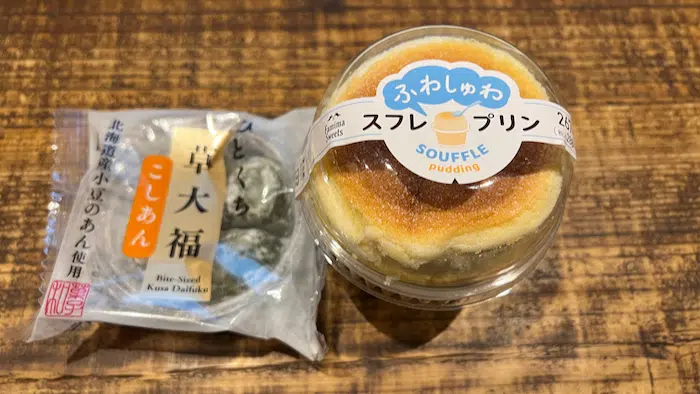 ひとくち
草大福
こしあん
北海道産小豆のあん使用
Bite-Sized
Kusa Daifuku
ふわしゅわ
Famima
Sweets
スフレ
プリン
SOUFFLE
pudding